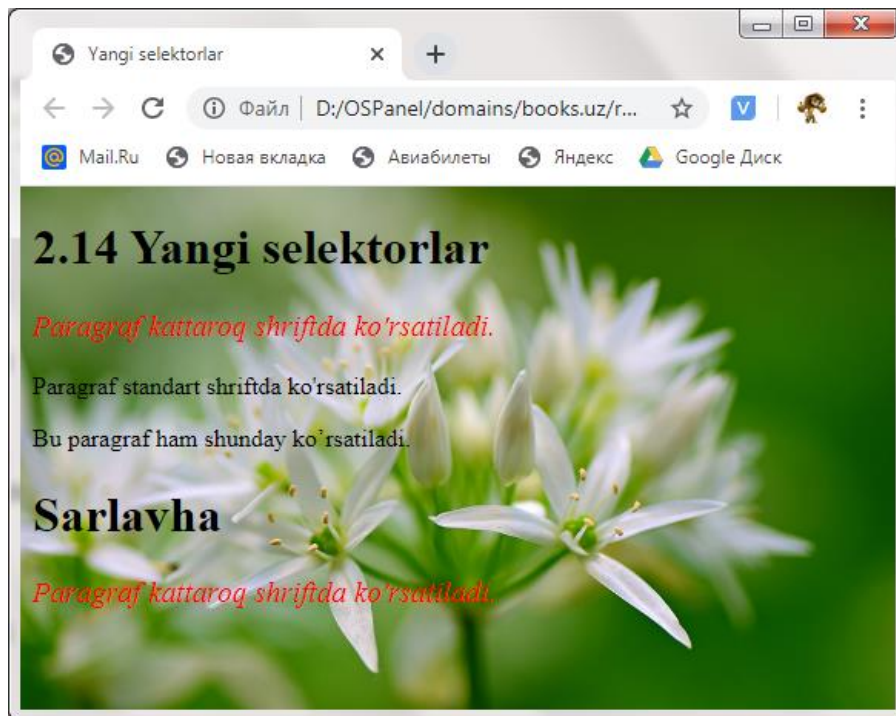 Yangi selektorlar
Файл D:/OSPanel/domains/books.uz/r...
Mail.Ru Новая вкладка Авиабилеты Яндекс Google Диск
2.14 Yangi selektorlar
Paragraf kattaroq shriftda ko'rsatiladi.
Paragraf standart shriftda ko'rsatiladi.
Bu paragraf ham shunday ko’rsatiladi.
Sarlavha
Paragraf kattaroq shriftda ko’rsatiladi.